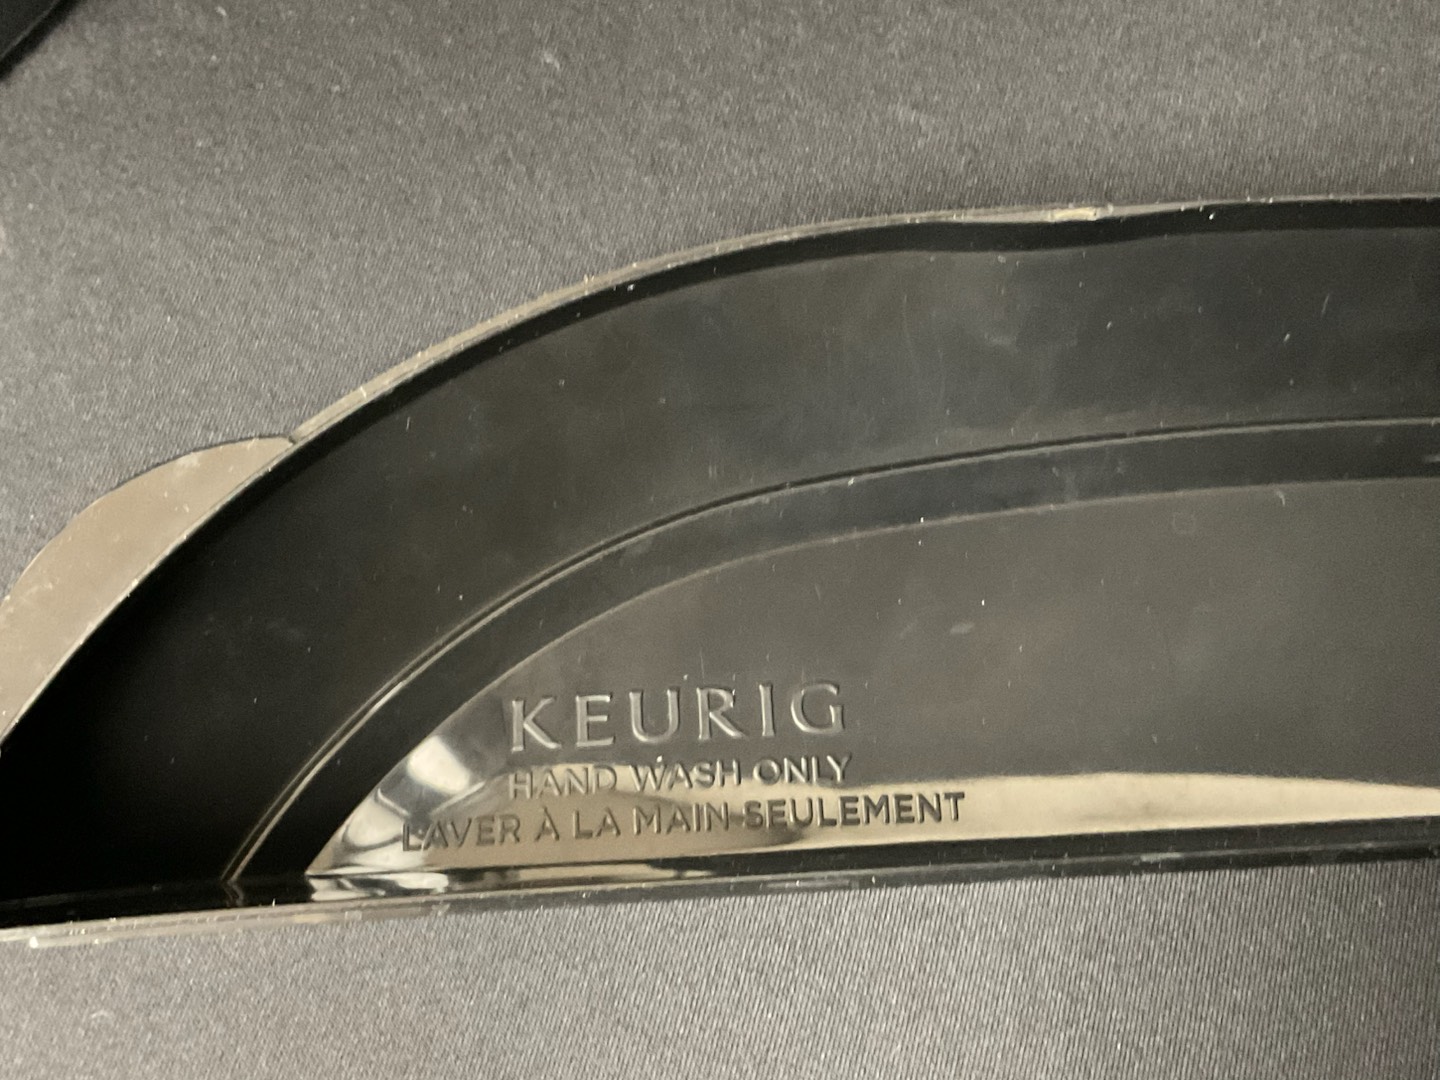 KEURIG
HAND WASH ONLY
LAVER À LA MAIN SEULEMENT